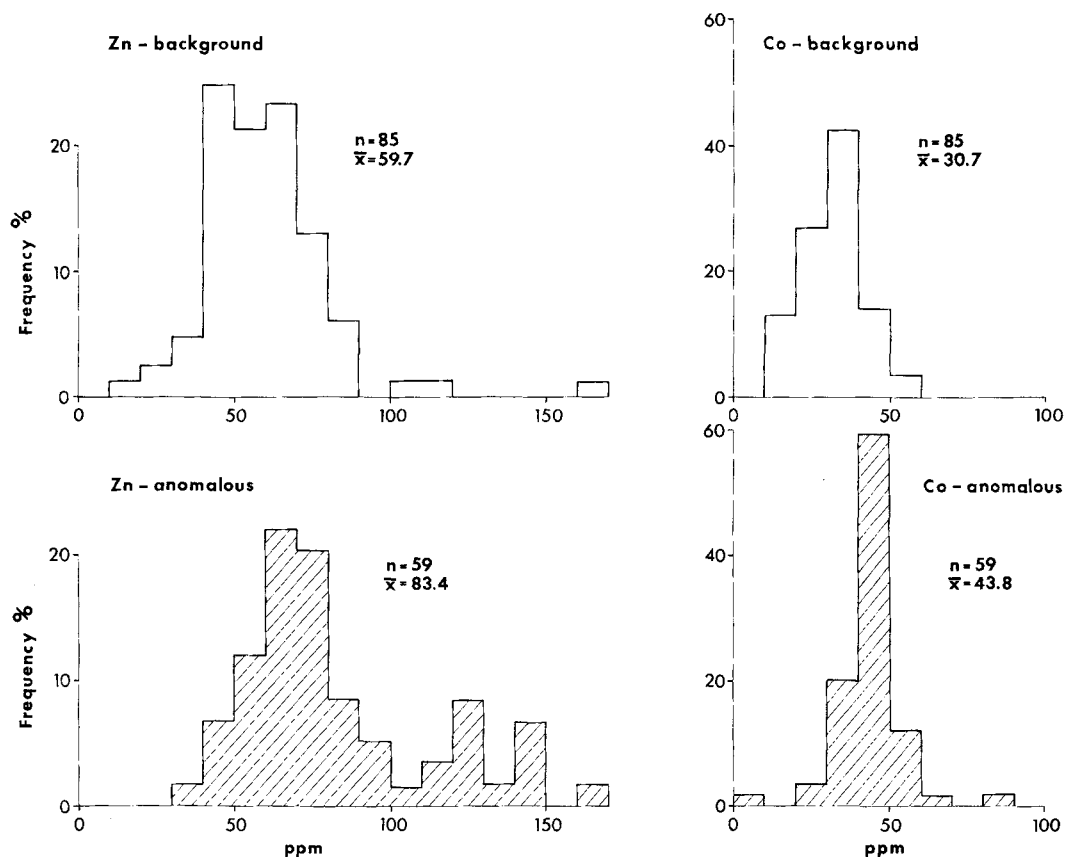 Zn - background
n=85
x̄=59.7
Frequency %
20
10
0
0 50 100 150
Co - background
n=85
x̄=30.7
60
40
20
0
0 50 100
Zn - anomalous
n=59
x̄=83.4
Frequency %
20
10
0
0 50 100 150
ppm
Co - anomalous
n=59
x̄=43.8
60
40
20
0
0 50 100
ppm